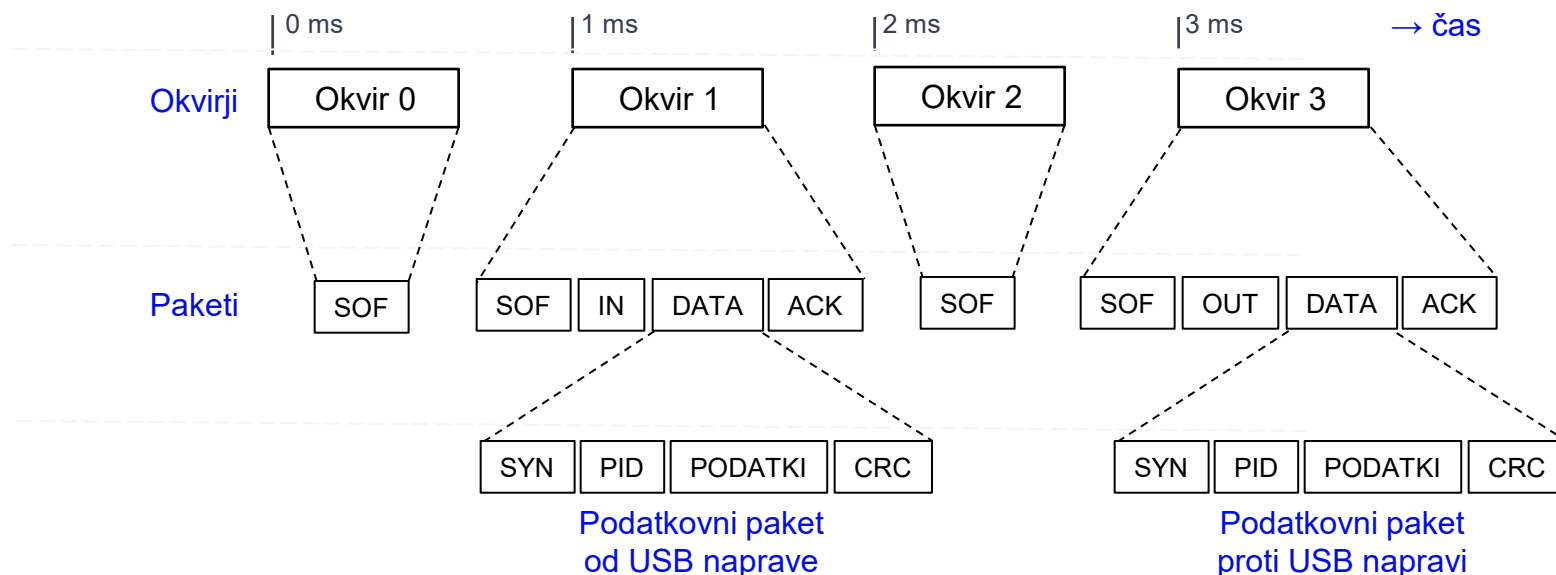 0 ms 1 ms 2 ms 3 ms → čas
Okvirji Okvir 0 Okvir 1 Okvir 2 Okvir 3
Paketi SOF SOF IN DATA ACK SOF SOF OUT DATA ACK
SYN PID PODATKI CRC SYN PID PODATKI CRC
Podatkovni paket Podatkovni paket
od USB naprave proti USB napravi